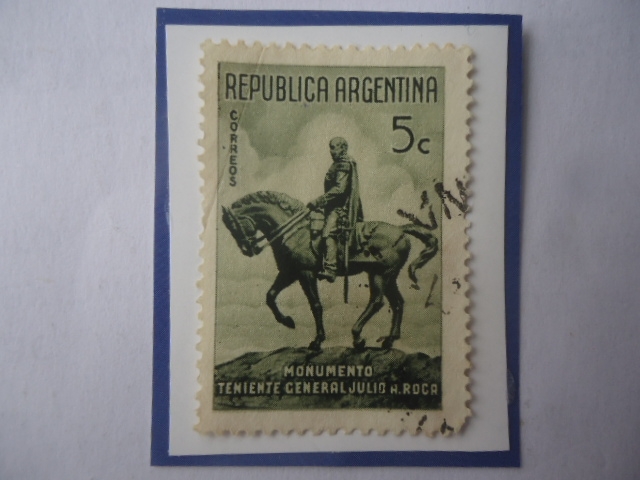 REPUBLICA ARGENTINA
CORREOS
5c
MONUMENTO
TENIENTE GENERAL JULIO A. ROCA